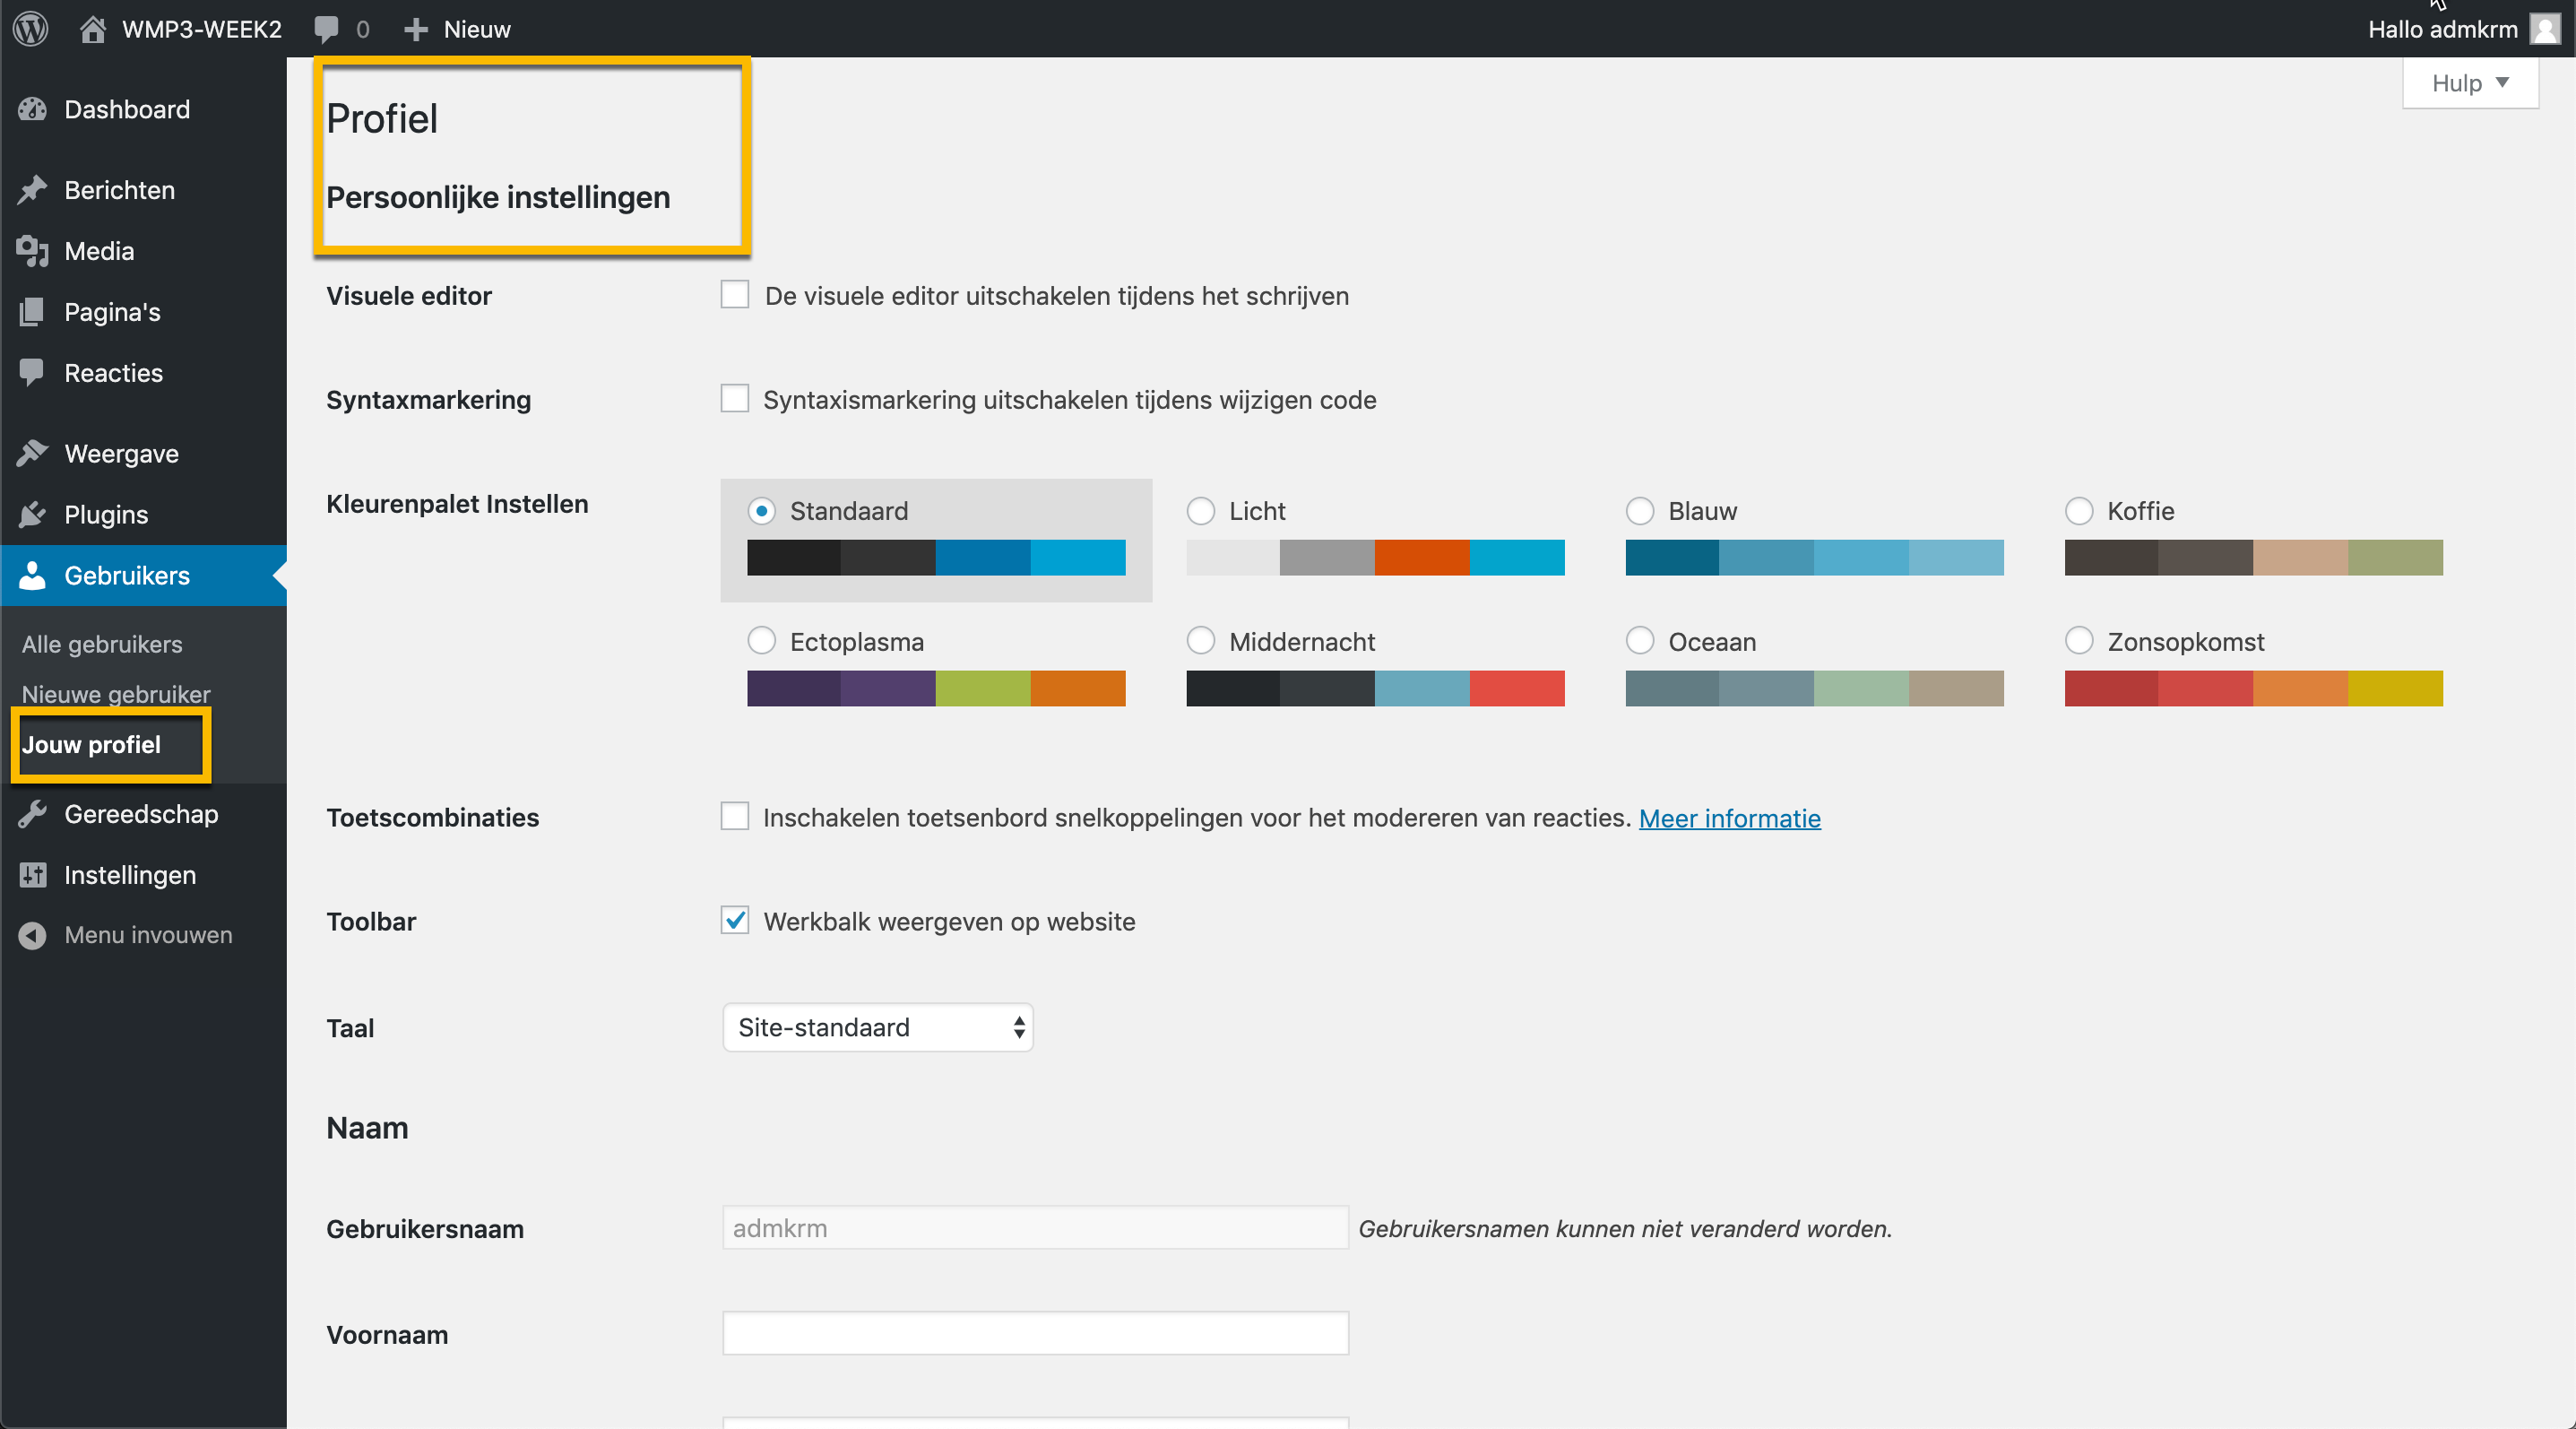 WMP3-WEEK2 0 Nieuw Hallo admkrm
Hulp
Dashboard
Berichten
Media
Pagina's
Reacties
Weergave
Plugins
Gebruikers
Alle gebruikers
Nieuwe gebruiker
Jouw profiel
Gereedschap
Instellingen
Menu invouwen
Profiel
Persoonlijke instellingen
Visuele editor De visuele editor uitschakelen tijdens het schrijven
Syntaxmarkering Syntaxismarkering uitschakelen tijdens wijzigen code
Kleurenpalet Instellen Standaard Licht Blauw Koffie
Ectoplasma Middernacht Oceaan Zonsopkomst
Toetscombinaties Inschakelen toetsenbord snelkoppelingen voor het modereren van reacties. Meer informatie
Toolbar Werkbalk weergeven op website
Taal Site-standaard
Naam
Gebruikersnaam admkrm Gebruikersnamen kunnen niet veranderd worden.
Voornaam